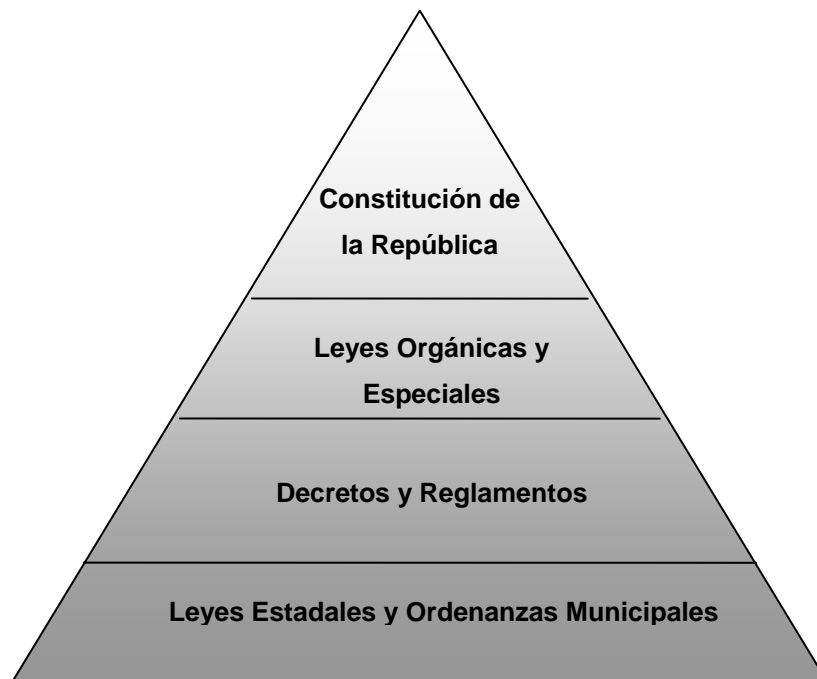 Constitución de
la República
Leyes Orgánicas y
Especiales
Decretos y Reglamentos
Leyes Estadales y Ordenanzas Municipales